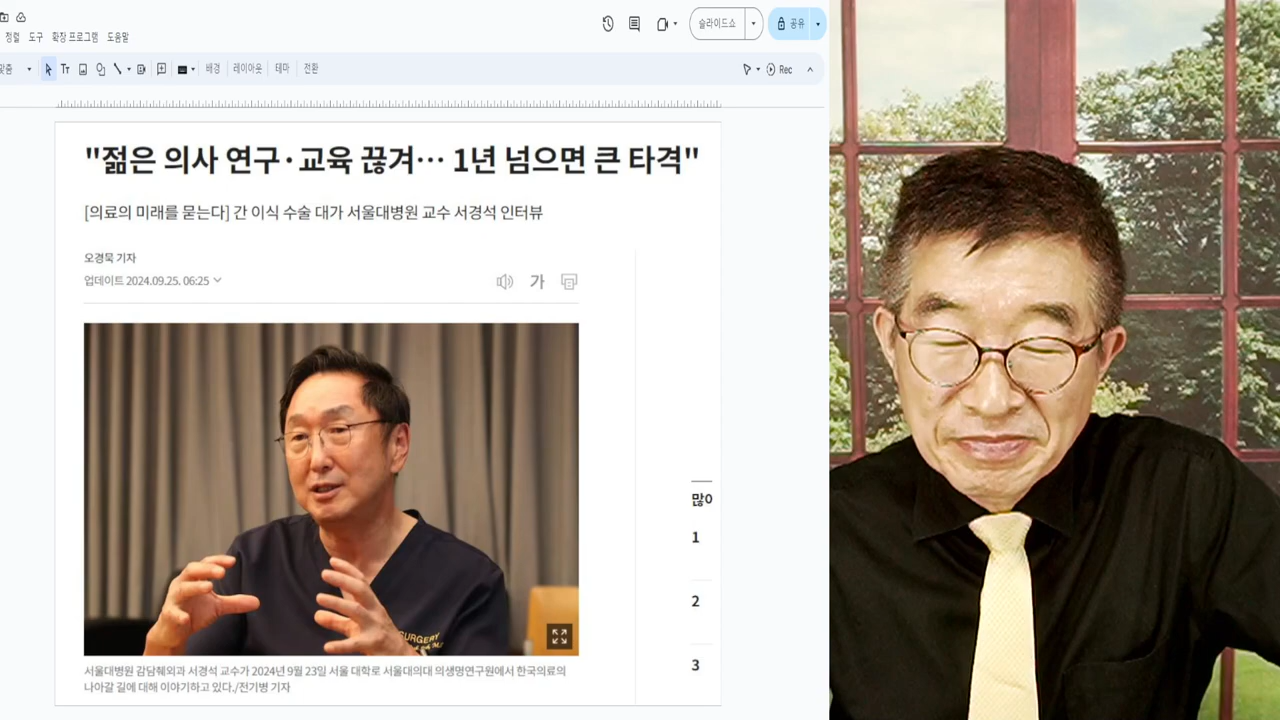 정렬 도구 확장 프로그램 도움말
슬라이드쇼
공유
맞춤
Tr
배경 레이아웃 테마 전환
Rec
"젊은 의사 연구·교육 끊겨… 1년 넘으면 큰 타격"
[의료의 미래를 묻는다] 간 이식 수술 대가 서울대병원 교수 서경석 인터뷰
오경묵 기자
업데이트 2024.09.25. 06:25
가
SURGERY
서울대병원 감담췌외과 서경석 교수가 2024년 9월 23일 서울 대학로 서울대의대 의생명연구원에서 한국의료의
나아갈 길에 대해 이야기하고 있다./전기병 기자
많이
1
2
3